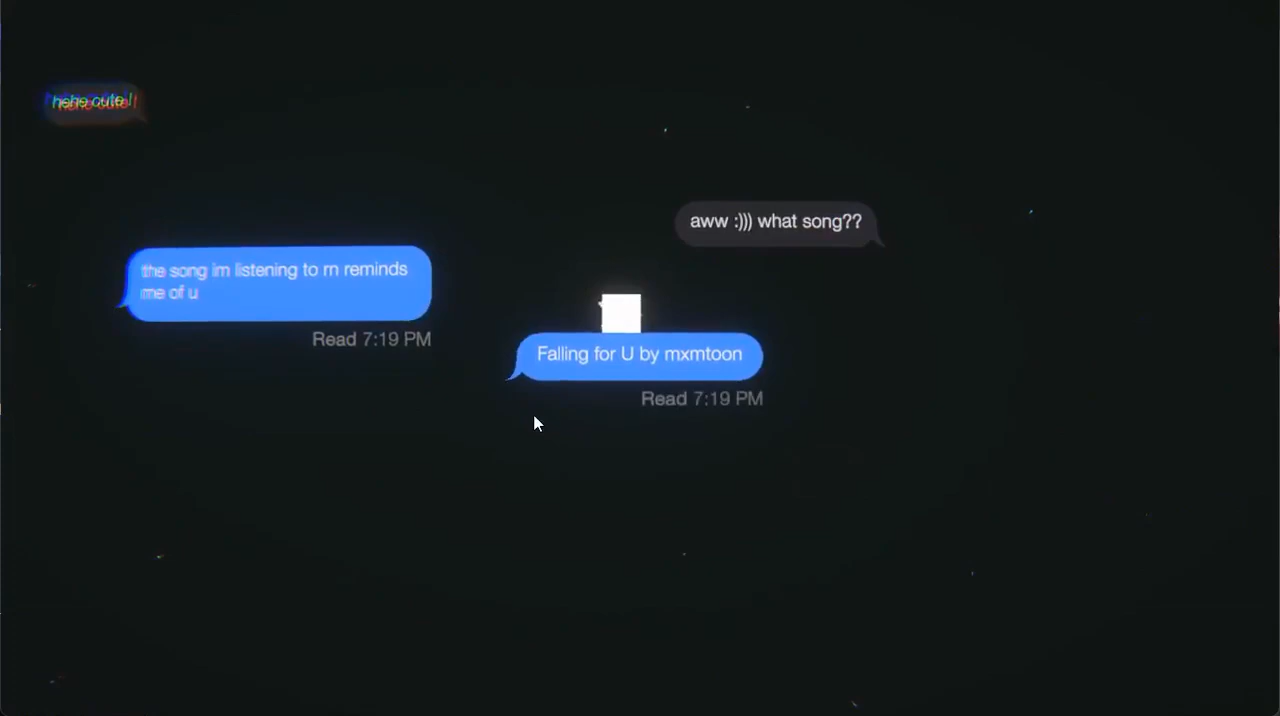 hehe cute !
the song im listening to rn reminds
me of u
Read 7:19 PM
aww :))) what song??
Falling for U by mxmtoon
Read 7:19 PM